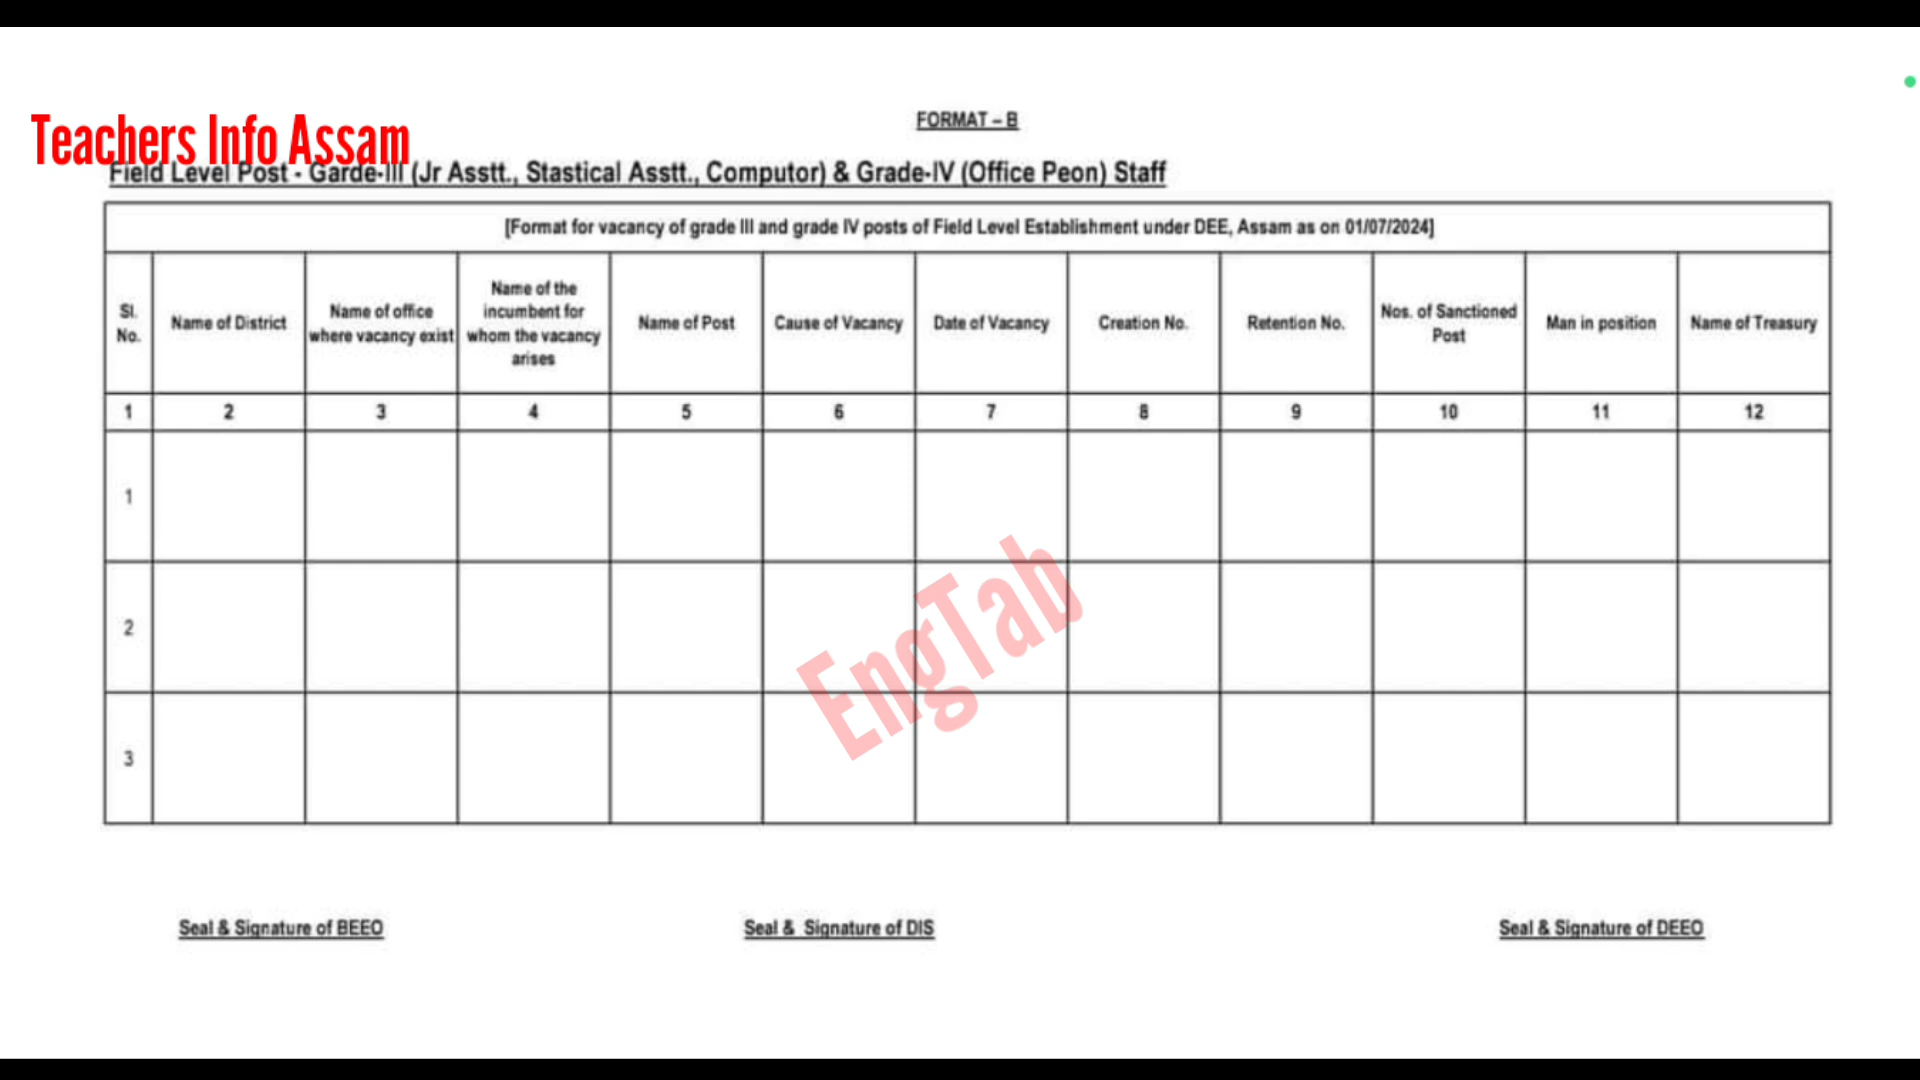 FORMAT – B
Teachers Info Assam
Field Level Post - Garde-III (Jr Asstt., Stastical Asstt., Computor) & Grade-IV (Office Peon) Staff
[Format for vacancy of grade III and grade IV posts of Field Level Establishment under DEE, Assam as on 01/07/2024]
Sl. No. Name of District Name of office where vacancy exist Name of the incumbent for whom the vacancy arises Name of Post Cause of Vacancy Date of Vacancy Creation No. Retention No. Nos. of Sanctioned Post Man in position Name of Treasury
1 2 3 4 5 6 7 8 9 10 11 12
1
2
3
EngTab
Seal & Signature of BEEO Seal & Signature of DIS Seal & Signature of DEEO